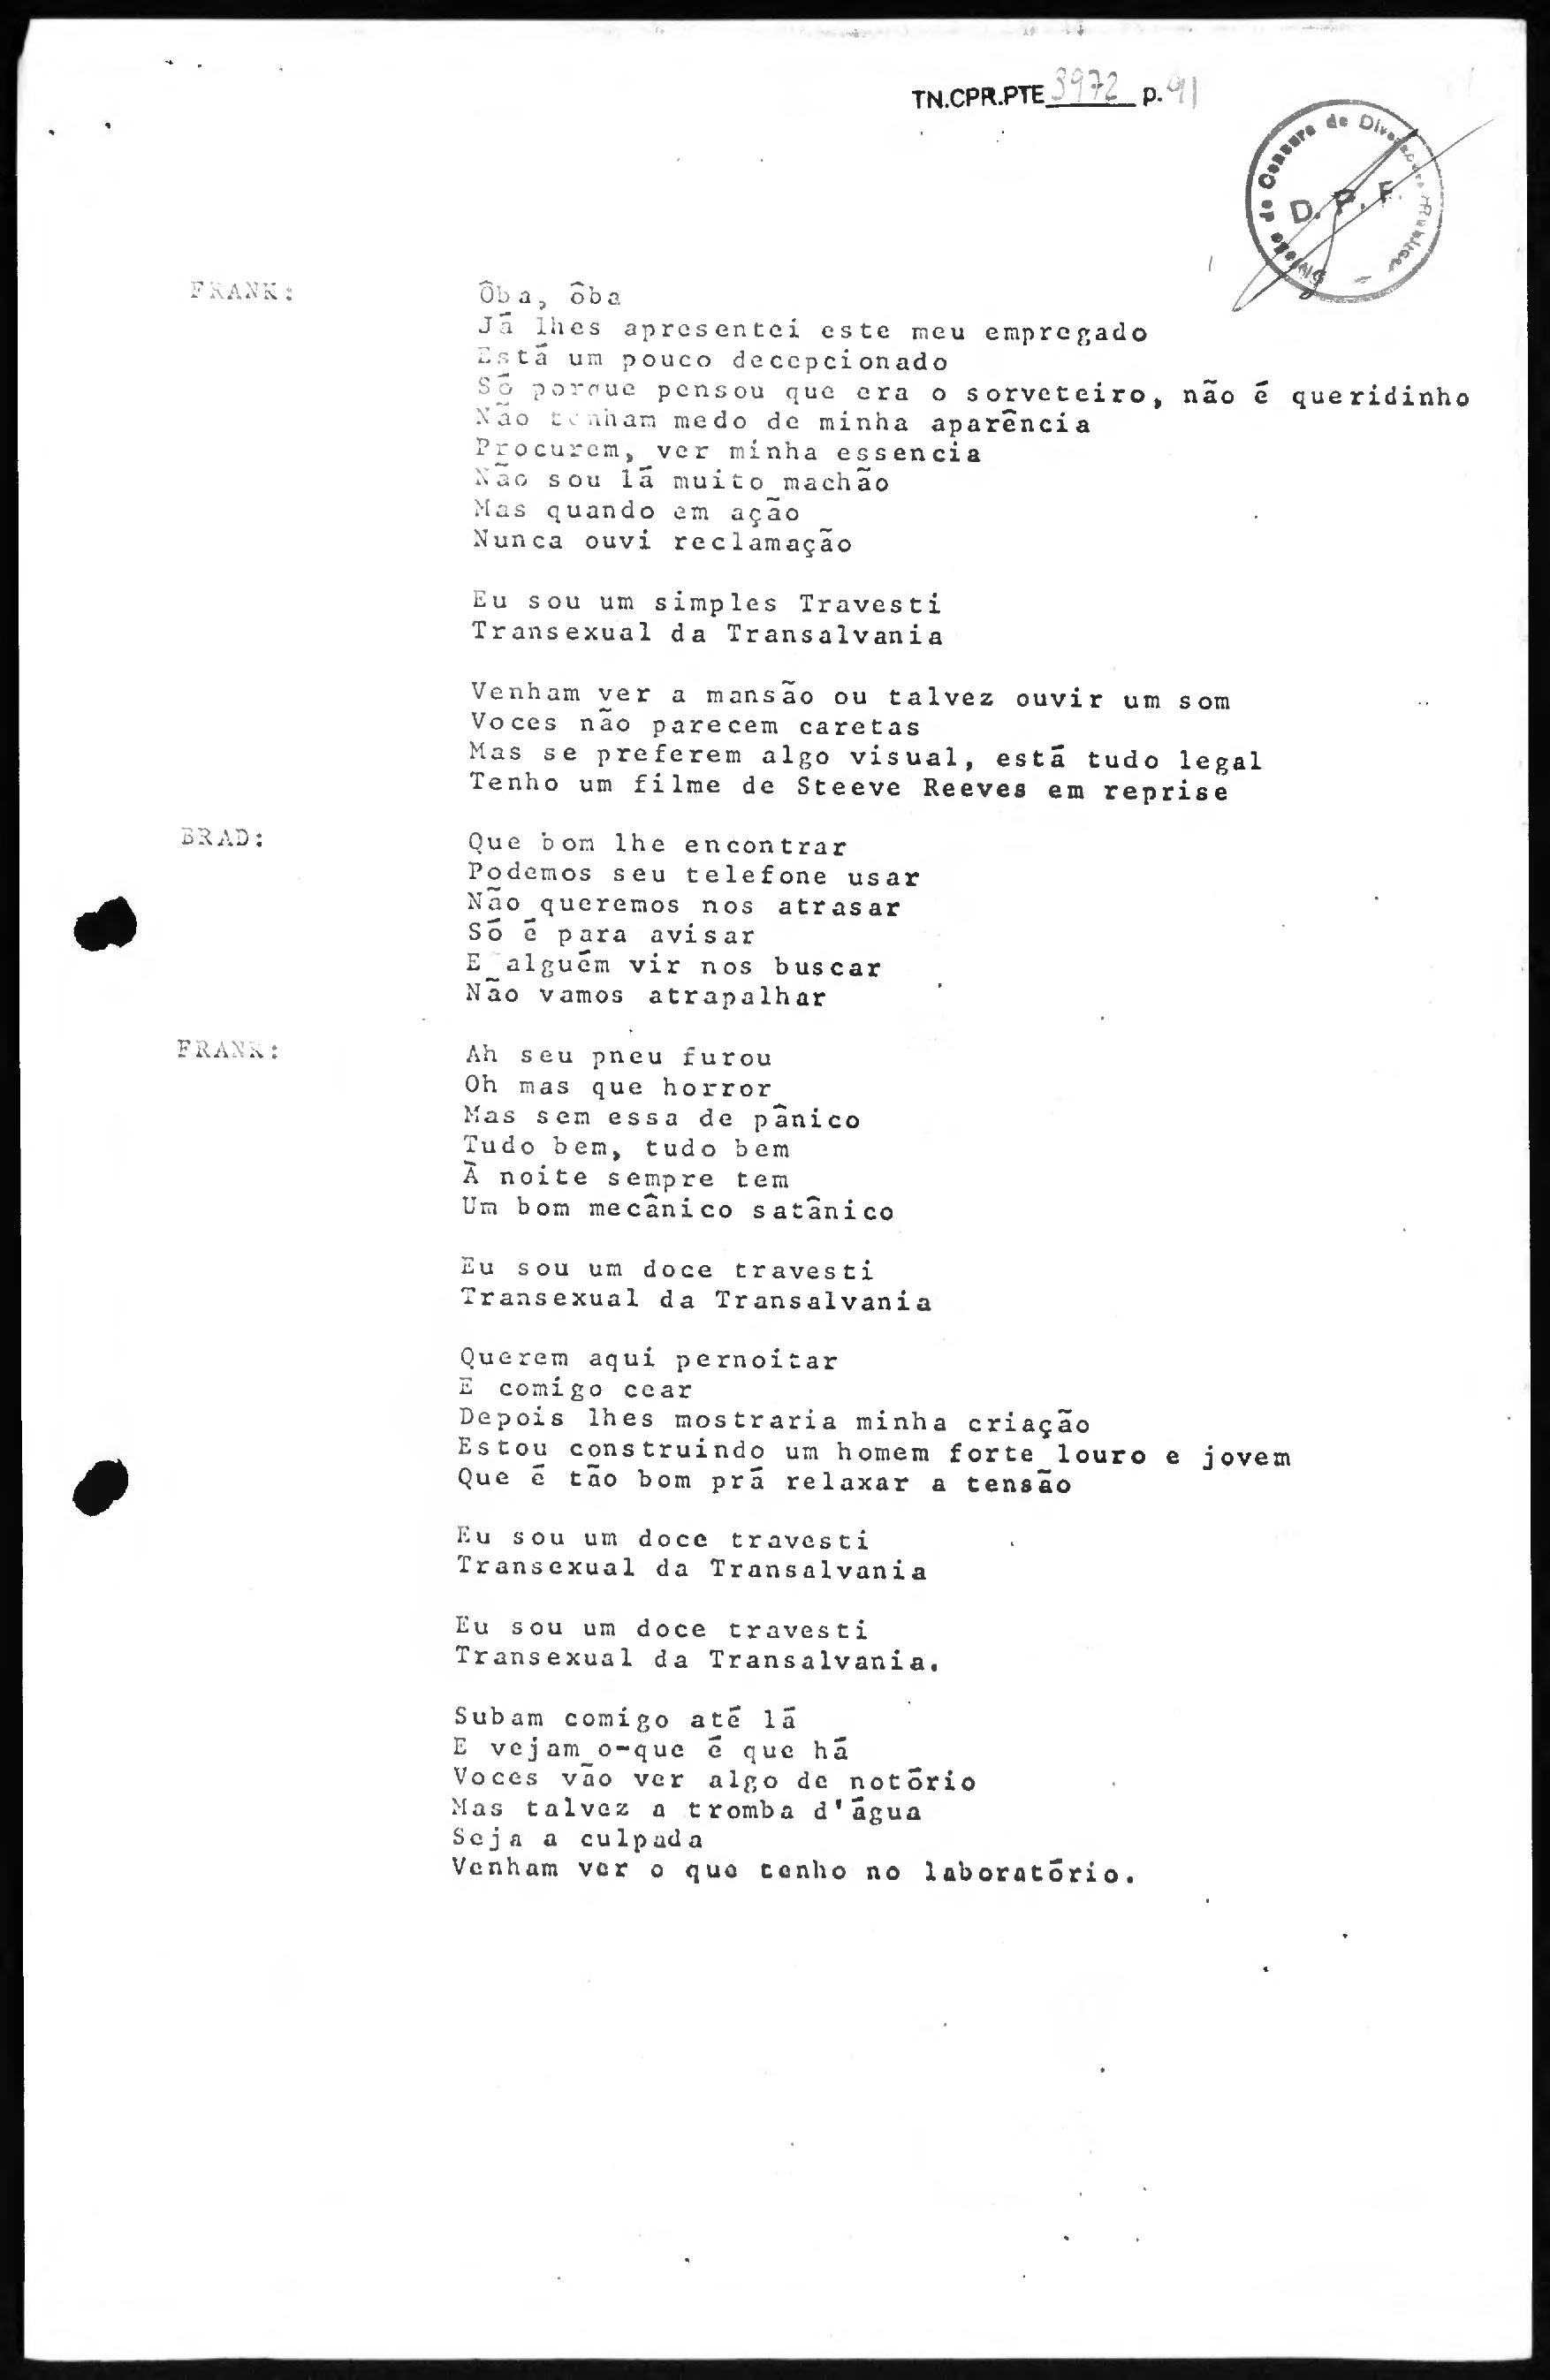 TN.CPR.PTE 3972 p. 91
Divisão de Censura de Diversões Públicas
D. P. F.
FRANK:
Ôba, ôba
Já lhes apresentei este meu empregado
Está um pouco decepcionado
Só porque pensou que era o sorveteiro, não é queridinho
Não tenham medo de minha aparência
Procurem, ver minha essencia
Não sou lá muito machão
Mas quando em ação
Nunca ouvi reclamação
Eu sou um simples Travesti
Transexual da Transalvania
Venham ver a mansão ou talvez ouvir um som
Voces não parecem caretas
Mas se preferem algo visual, está tudo legal
Tenho um filme de Steeve Reeves em reprise
BRAD:
Que bom lhe encontrar
Podemos seu telefone usar
Não queremos nos atrasar
Só é para avisar
E alguém vir nos buscar
Não vamos atrapalhar
FRANK:
Ah seu pneu furou
Oh mas que horror
Mas sem essa de pânico
Tudo bem, tudo bem
À noite sempre tem
Um bom mecânico satânico
Eu sou um doce travesti
Transexual da Transalvania
Querem aqui pernoitar
E comigo cear
Depois lhes mostraria minha criação
Estou construindo um homem forte louro e jovem
Que é tão bom prá relaxar a tensão
Eu sou um doce travesti
Transexual da Transalvania
Eu sou um doce travesti
Transexual da Transalvania.
Subam comigo até lá
E vejam o-que é que há
Voces vão ver algo de notório
Mas talvez a tromba d'água
Seja a culpada
Venham ver o que tenho no laboratório.